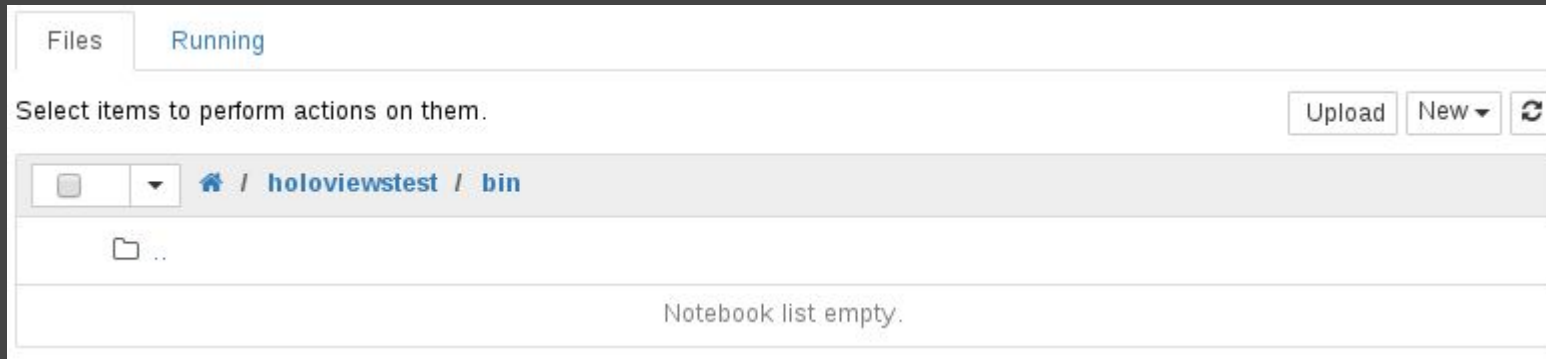 Files Running
Select items to perform actions on them. Upload New
/ holoviewstest / bin
..
Notebook list empty.